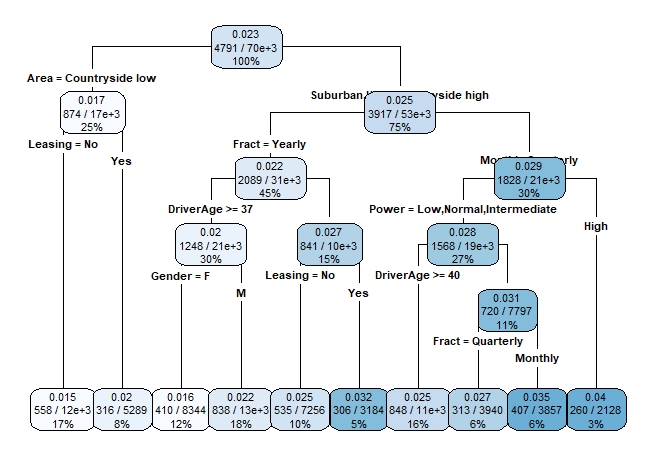 0.023
4791 / 70e+3
100%
Area = Countryside low
Suburban, yside high
0.017
874 / 17e+3
25%
0.025
3917 / 53e+3
75%
Leasing = No
Yes
Fract = Yearly
0.022
2089 / 31e+3
45%
0.029
1828 / 21e+3
30%
DriverAge >= 37
Power = Low,Normal,Intermediate
High
0.02
1248 / 21e+3
30%
0.027
841 / 10e+3
15%
0.028
1568 / 19e+3
27%
Gender = F
M
Leasing = No
Yes
DriverAge >= 40
0.031
720 / 7797
11%
Fract = Quarterly
Monthly
0.015
558 / 12e+3
17%
0.02
316 / 5289
8%
0.016
410 / 8344
12%
0.022
838 / 13e+3
18%
0.025
535 / 7256
10%
0.032
306 / 3184
5%
0.025
848 / 11e+3
16%
0.027
313 / 3940
6%
0.035
407 / 3857
6%
0.04
260 / 2128
3%